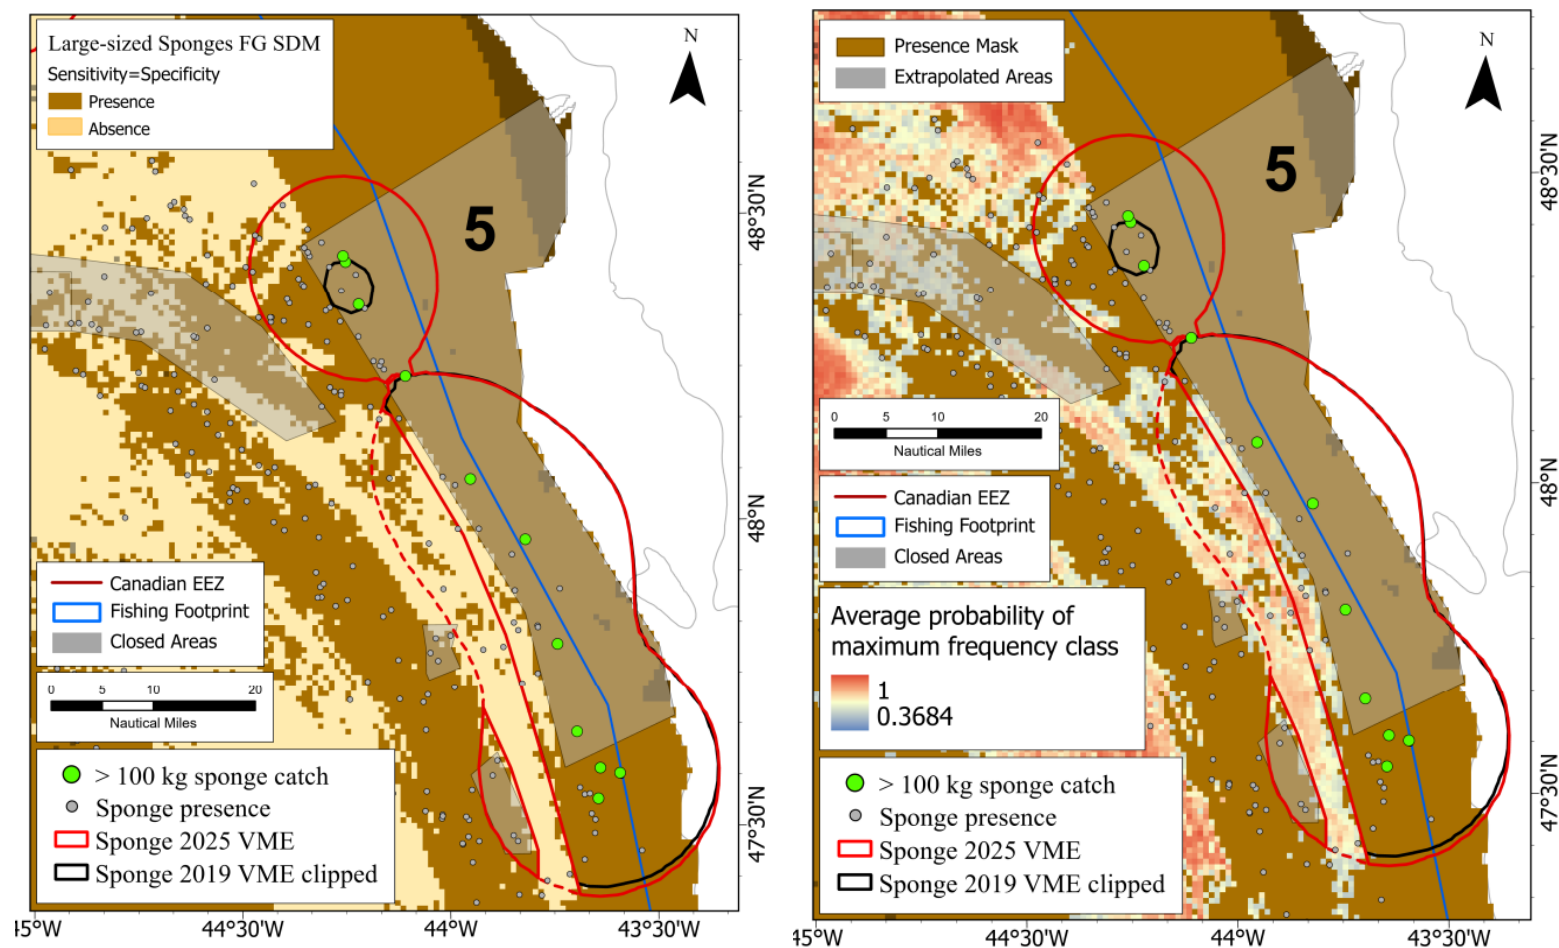 Large-sized Sponges FG SDM
Sensitivity=Specificity
Presence
Absence
N
5
48°30'N
48°N
47°30'N
Canadian EEZ
Fishing Footprint
Closed Areas
0 5 10 20
Nautical Miles
> 100 kg sponge catch
Sponge presence
Sponge 2025 VME
Sponge 2019 VME clipped
45°W 44°30'W 44°W 43°30'W
Presence Mask
Extrapolated Areas
N
5
48°30'N
48°N
47°30'N
0 5 10 20
Nautical Miles
Canadian EEZ
Fishing Footprint
Closed Areas
Average probability of
maximum frequency class
1
0.3684
> 100 kg sponge catch
Sponge presence
Sponge 2025 VME
Sponge 2019 VME clipped
45°W 44°30'W 44°W 43°30'W